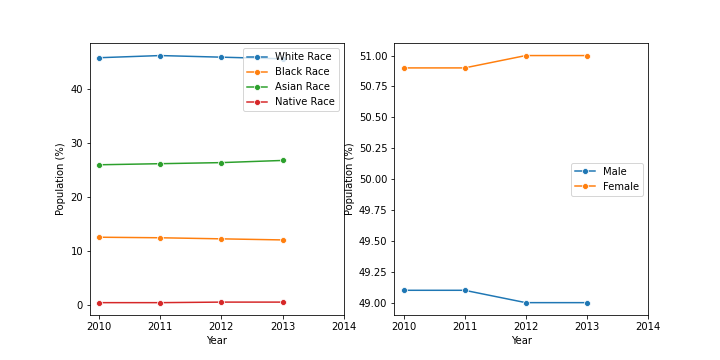 White Race
Black Race
Asian Race
Native Race
40
30
20
10
0
Population (%)
2010
2011
2012
2013
2014
Year
51.00
50.75
50.50
50.25
50.00
49.75
49.50
49.25
49.00
Population (%)
Male
Female
2010
2011
2012
2013
2014
Year